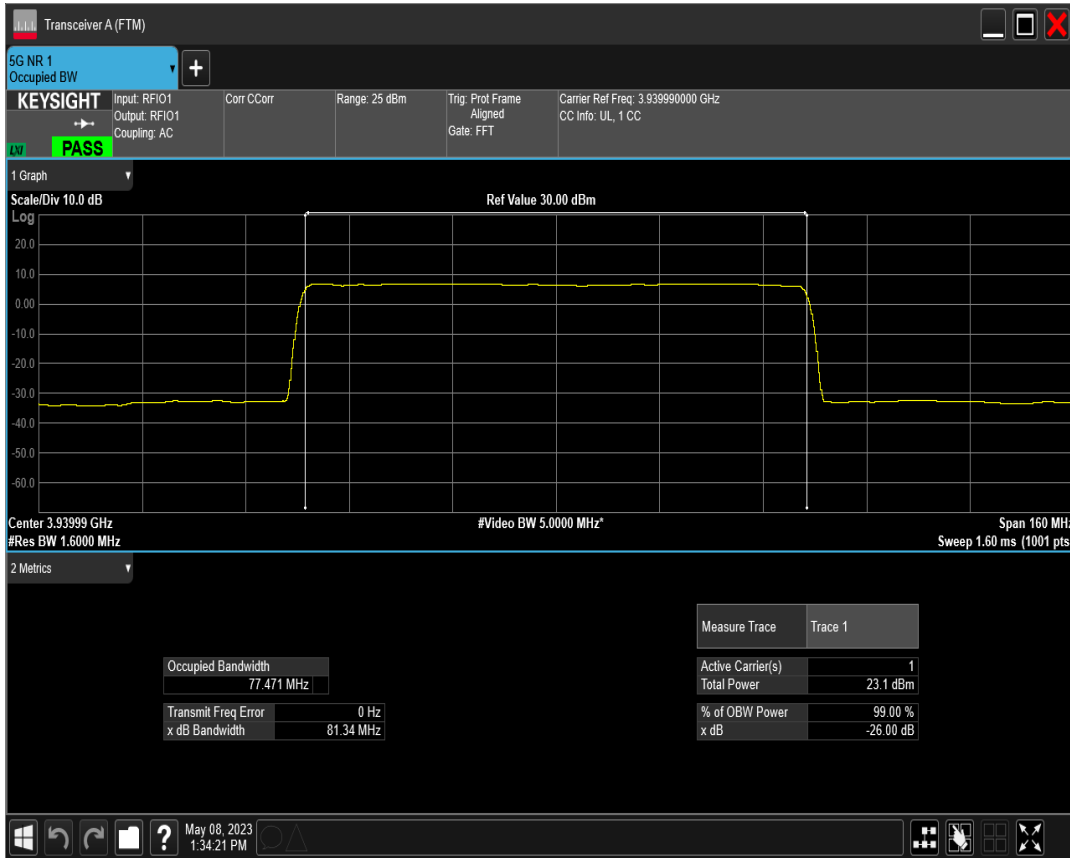 Transceiver A (FTM)
5G NR 1
Occupied BW
+
KEYSIGHT
LXI
PASS
Input: RFIO1
Output: RFIO1
Coupling: AC
Corr CCorr
Range: 25 dBm
Trig: Prot Frame
Aligned
Gate: FFT
Carrier Ref Freq: 3.939990000 GHz
CC Info: UL, 1 CC
1 Graph
Scale/Div 10.0 dB
Ref Value 30.00 dBm
Log
20.0
10.0
0.00
-10.0
-20.0
-30.0
-40.0
-50.0
-60.0
Center 3.93999 GHz
#Video BW 5.0000 MHz*
Span 160 MHz
#Res BW 1.6000 MHz
Sweep 1.60 ms (1001 pts
2 Metrics
Measure Trace Trace 1
Occupied Bandwidth
77.471 MHz
Active Carrier(s) 1
Total Power 23.1 dBm
Transmit Freq Error 0 Hz
x dB Bandwidth 81.34 MHz
% of OBW Power 99.00 %
x dB -26.00 dB
?
May 08, 2023
1:34:21 PM